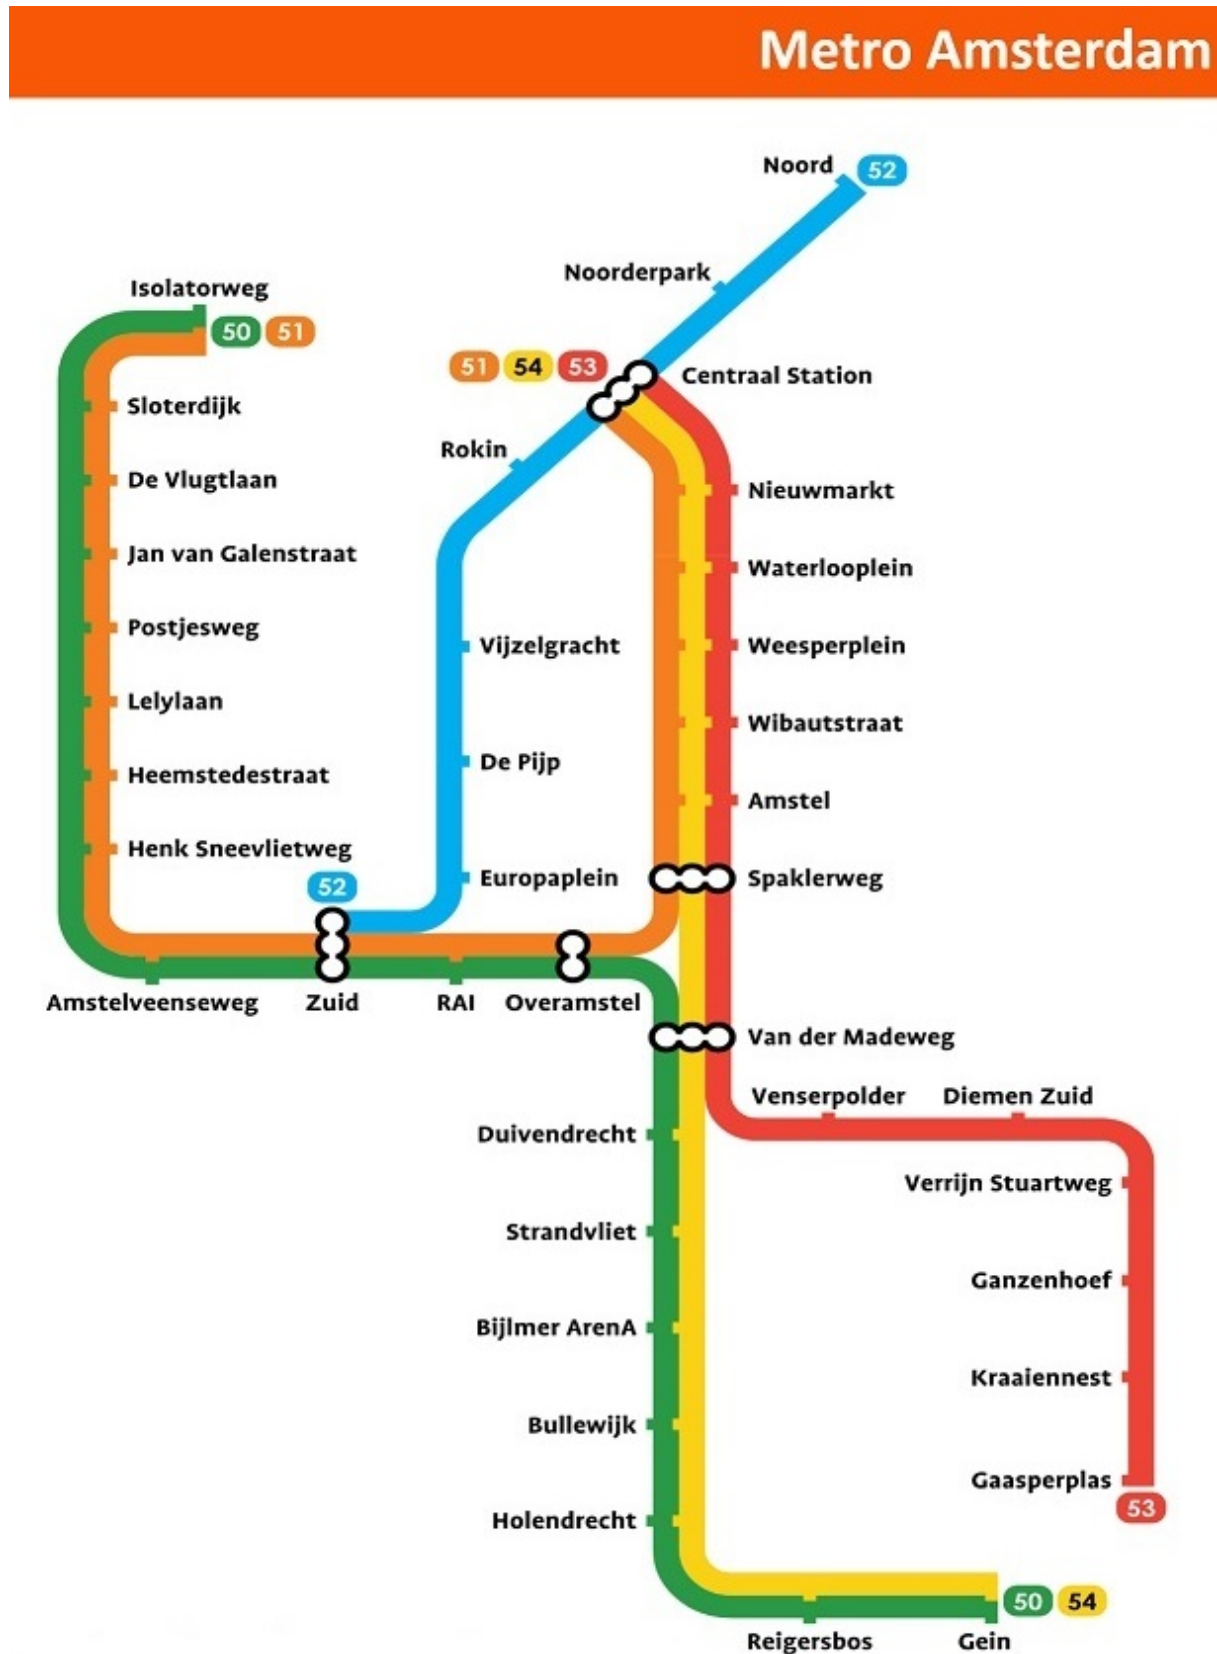 Metro Amsterdam
Noord 52
Noorderpark
Isolatorweg
50 51
51 54 53
Centraal Station
Sloterdijk
Rokin
De Vlugtlaan
Nieuwmarkt
Jan van Galenstraat
Waterlooplein
Postjesweg
Vijzelgracht
Weesperplein
Lelylaan
Wibautstraat
De Pijp
Heemstedestraat
Amstel
Henk Sneevlietweg
52
Europaplein
Spaklerweg
Amstelveenseweg
Zuid
RAI
Overamstel
Van der Madeweg
Venserpolder
Diemen Zuid
Duivendrecht
Verrijn Stuartweg
Strandvliet
Ganzenhoef
Bijlmer ArenA
Kraaiennest
Bullewijk
Gaasperplas
53
Holendrecht
50 54
Reigersbos
Gein